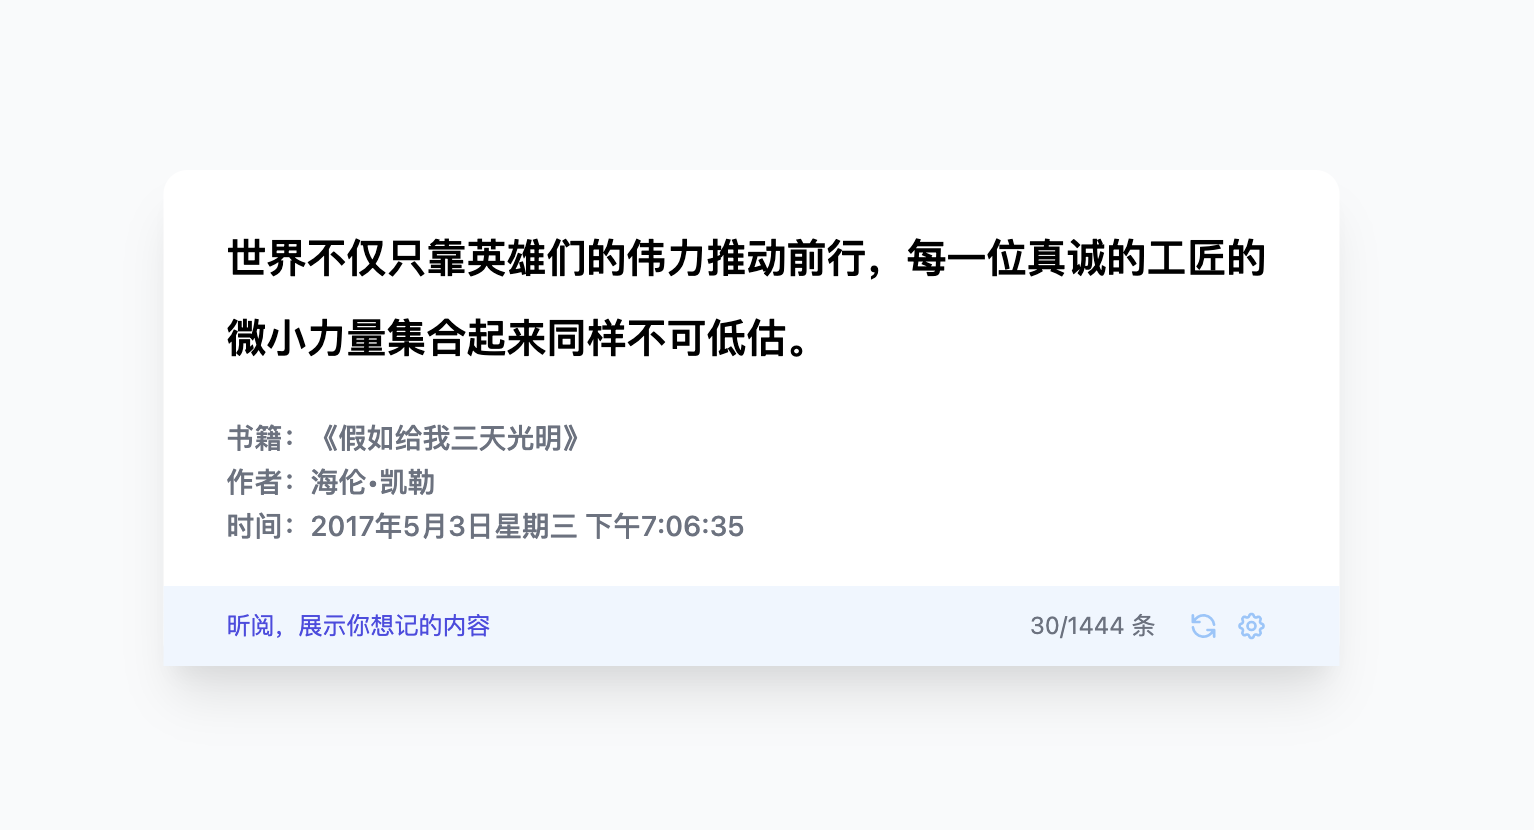 世界不仅只靠英雄们的伟力推动前行，每一位真诚的工匠的
微小力量集合起来同样不可低估。
书籍：《假如给我三天光明》
作者：海伦•凯勒
时间：2017年5月3日星期三 下午7:06:35
昕阅，展示你想记的内容
30/1444 条